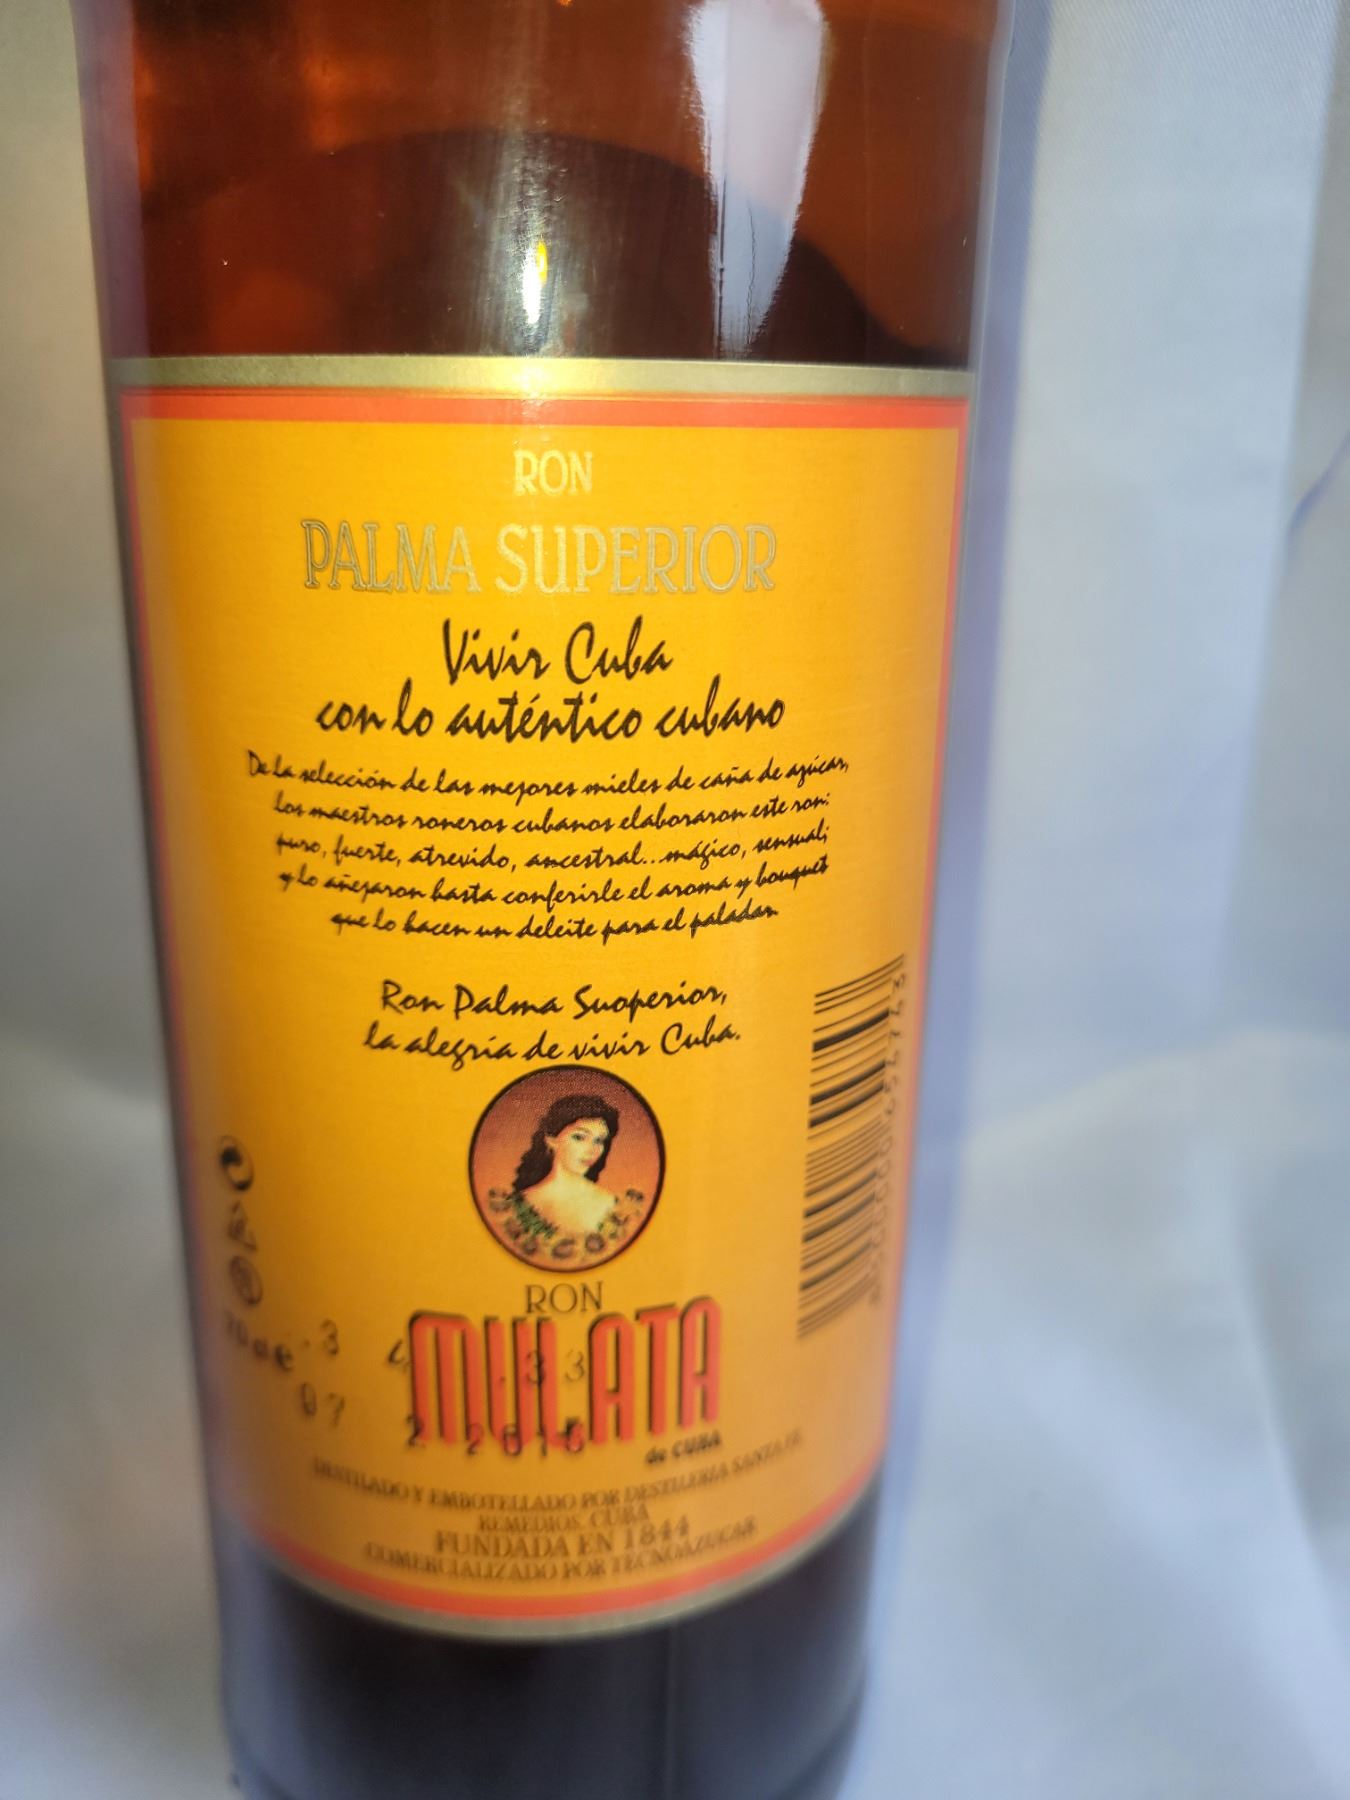 RON
PALMA SUPERIOR
Vivir Cuba
con lo auténtico cubano
De la selección de las mejores mieles de caña de azúcar,
los maestros roneros cubanos elaboraron este ron:
puro, fuerte, atrevido, ancestral...mágico, sensual;
y lo añejaron hasta conferirle el aroma y bouquet
que lo hacen un deleite para el paladar.
Ron Palma Suoperior,
la alegría de vivir Cuba.
RON
MULATA
de CUBA
DESTILADO Y EMBOTELLADO POR DESTILERIA SANTA FE
REMEDIOS, CUBA
FUNDADA EN 1844
COMERCIALIZADO POR TECNOAZUCAR